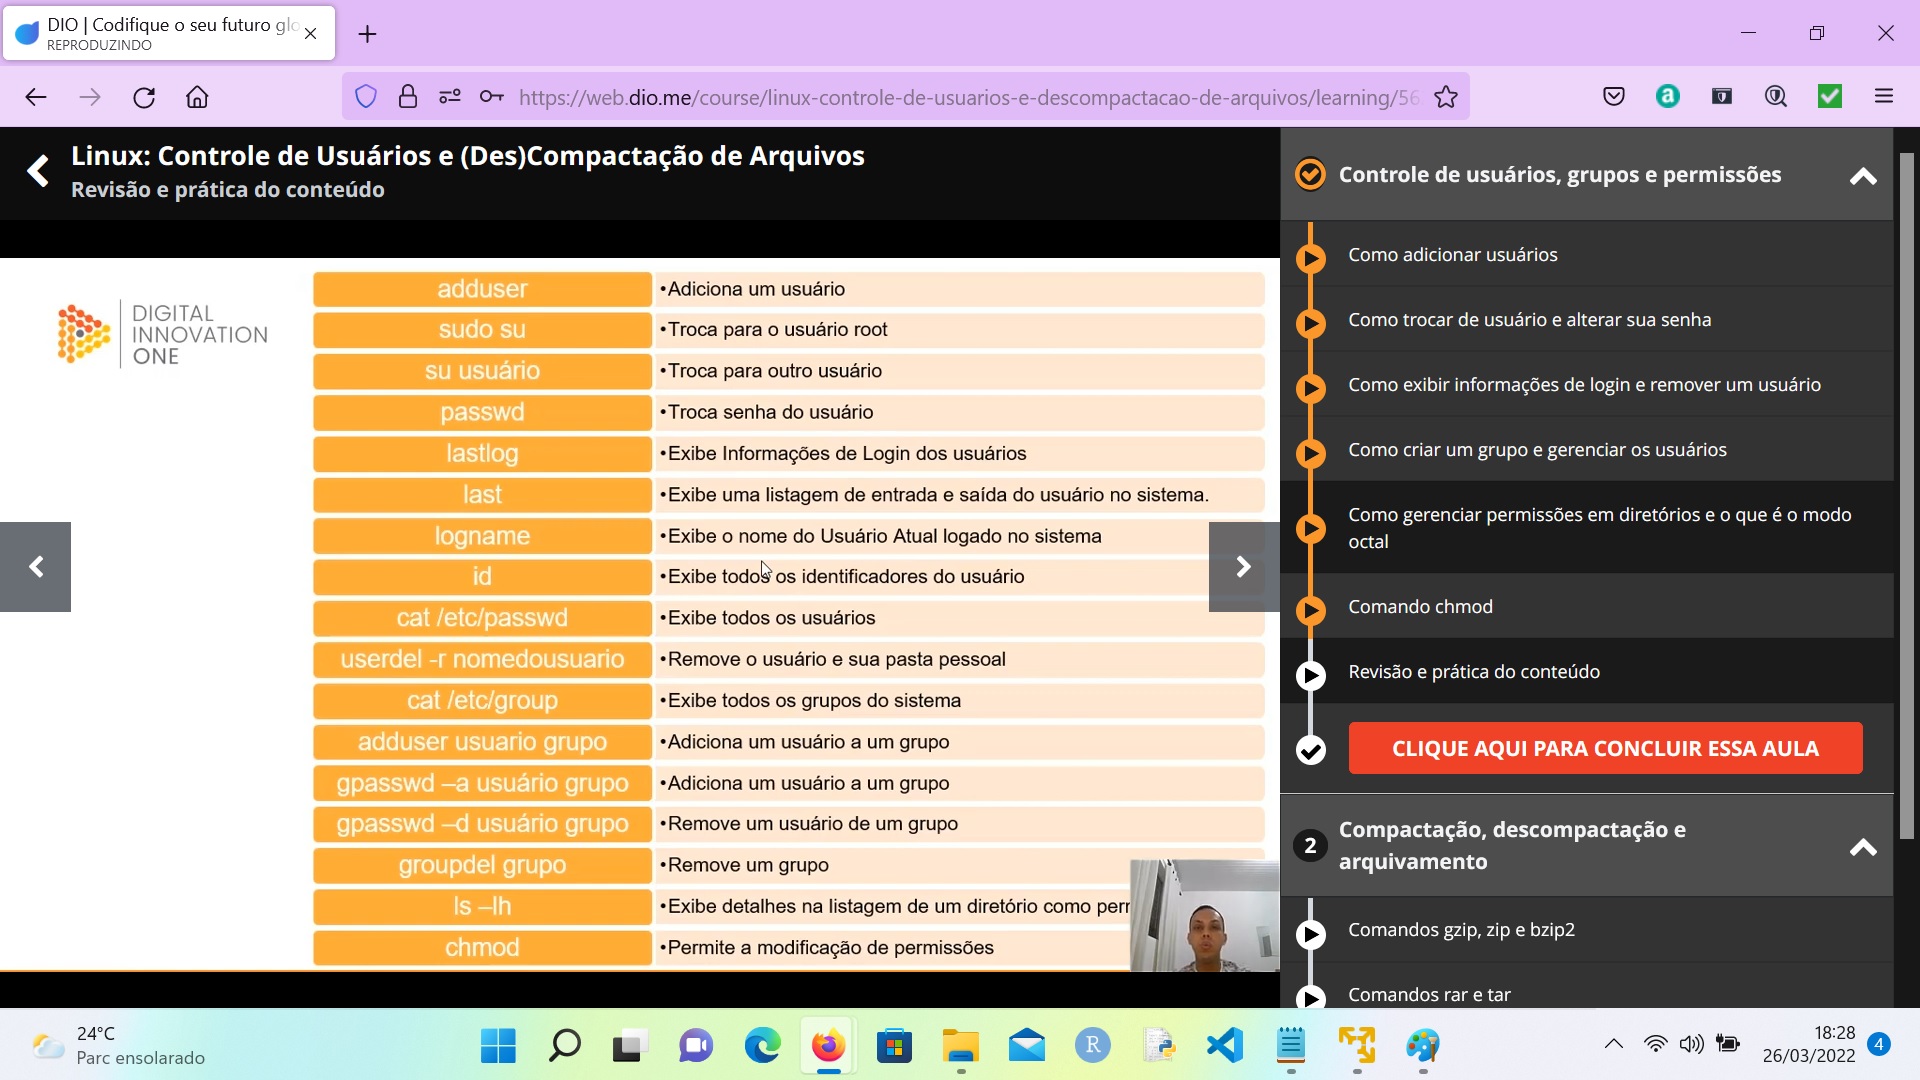 DIO | Codifique o seu futuro glo
REPRODUZINDO
https://web.dio.me/course/linux-controle-de-usuarios-e-descompactacao-de-arquivos/learning/56
Linux: Controle de Usuários e (Des)Compactação de Arquivos
Revisão e prática do conteúdo
DIGITAL
INNOVATION
ONE
adduser •Adiciona um usuário
sudo su •Troca para o usuário root
su usuário •Troca para outro usuário
passwd •Troca senha do usuário
lastlog •Exibe Informações de Login dos usuários
last •Exibe uma listagem de entrada e saída do usuário no sistema.
logname •Exibe o nome do Usuário Atual logado no sistema
id •Exibe todos os identificadores do usuário
cat /etc/passwd •Exibe todos os usuários
userdel -r nomedousuario •Remove o usuário e sua pasta pessoal
cat /etc/group •Exibe todos os grupos do sistema
adduser usuario grupo •Adiciona um usuário a um grupo
gpasswd –a usuário grupo •Adiciona um usuário a um grupo
gpasswd –d usuário grupo •Remove um usuário de um grupo
groupdel grupo •Remove um grupo
ls –lh •Exibe detalhes na listagem de um diretório como perr
chmod •Permite a modificação de permissões
Controle de usuários, grupos e permissões
Como adicionar usuários
Como trocar de usuário e alterar sua senha
Como exibir informações de login e remover um usuário
Como criar um grupo e gerenciar os usuários
Como gerenciar permissões em diretórios e o que é o modo
octal
Comando chmod
Revisão e prática do conteúdo
CLIQUE AQUI PARA CONCLUIR ESSA AULA
2
Compactação, descompactação e
arquivamento
Comandos gzip, zip e bzip2
Comandos rar e tar
24°C
Parc ensolarado
R
18:28
26/03/2022
4